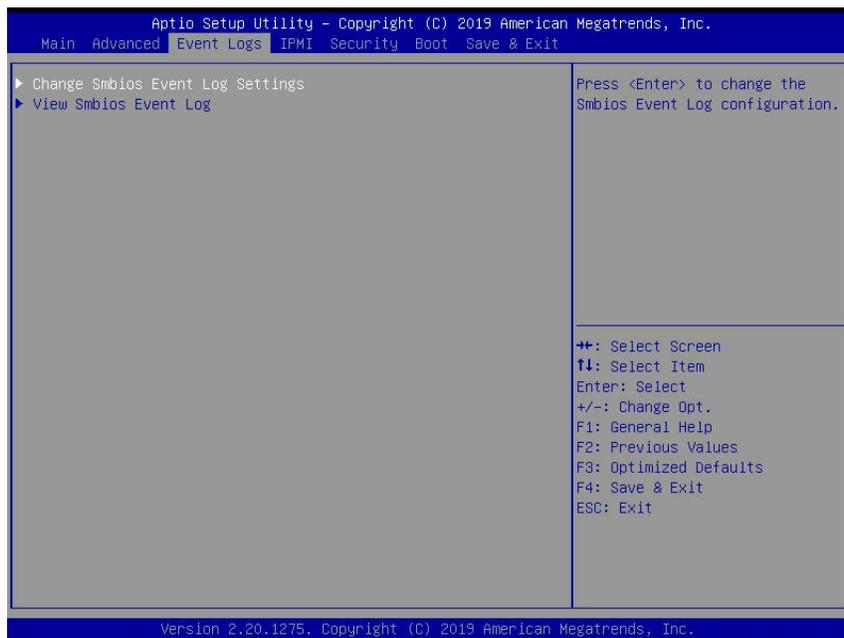 Aptio Setup Utility – Copyright (C) 2019 American Megatrends, Inc.
Main Advanced Event Logs IPMI Security Boot Save & Exit
▶ Change Smbios Event Log Settings
▶ View Smbios Event Log
Press <Enter> to change the
Smbios Event Log configuration.
→←: Select Screen
↑↓: Select Item
Enter: Select
+/-: Change Opt.
F1: General Help
F2: Previous Values
F3: Optimized Defaults
F4: Save & Exit
ESC: Exit
Version 2.20.1275. Copyright (C) 2019 American Megatrends, Inc.